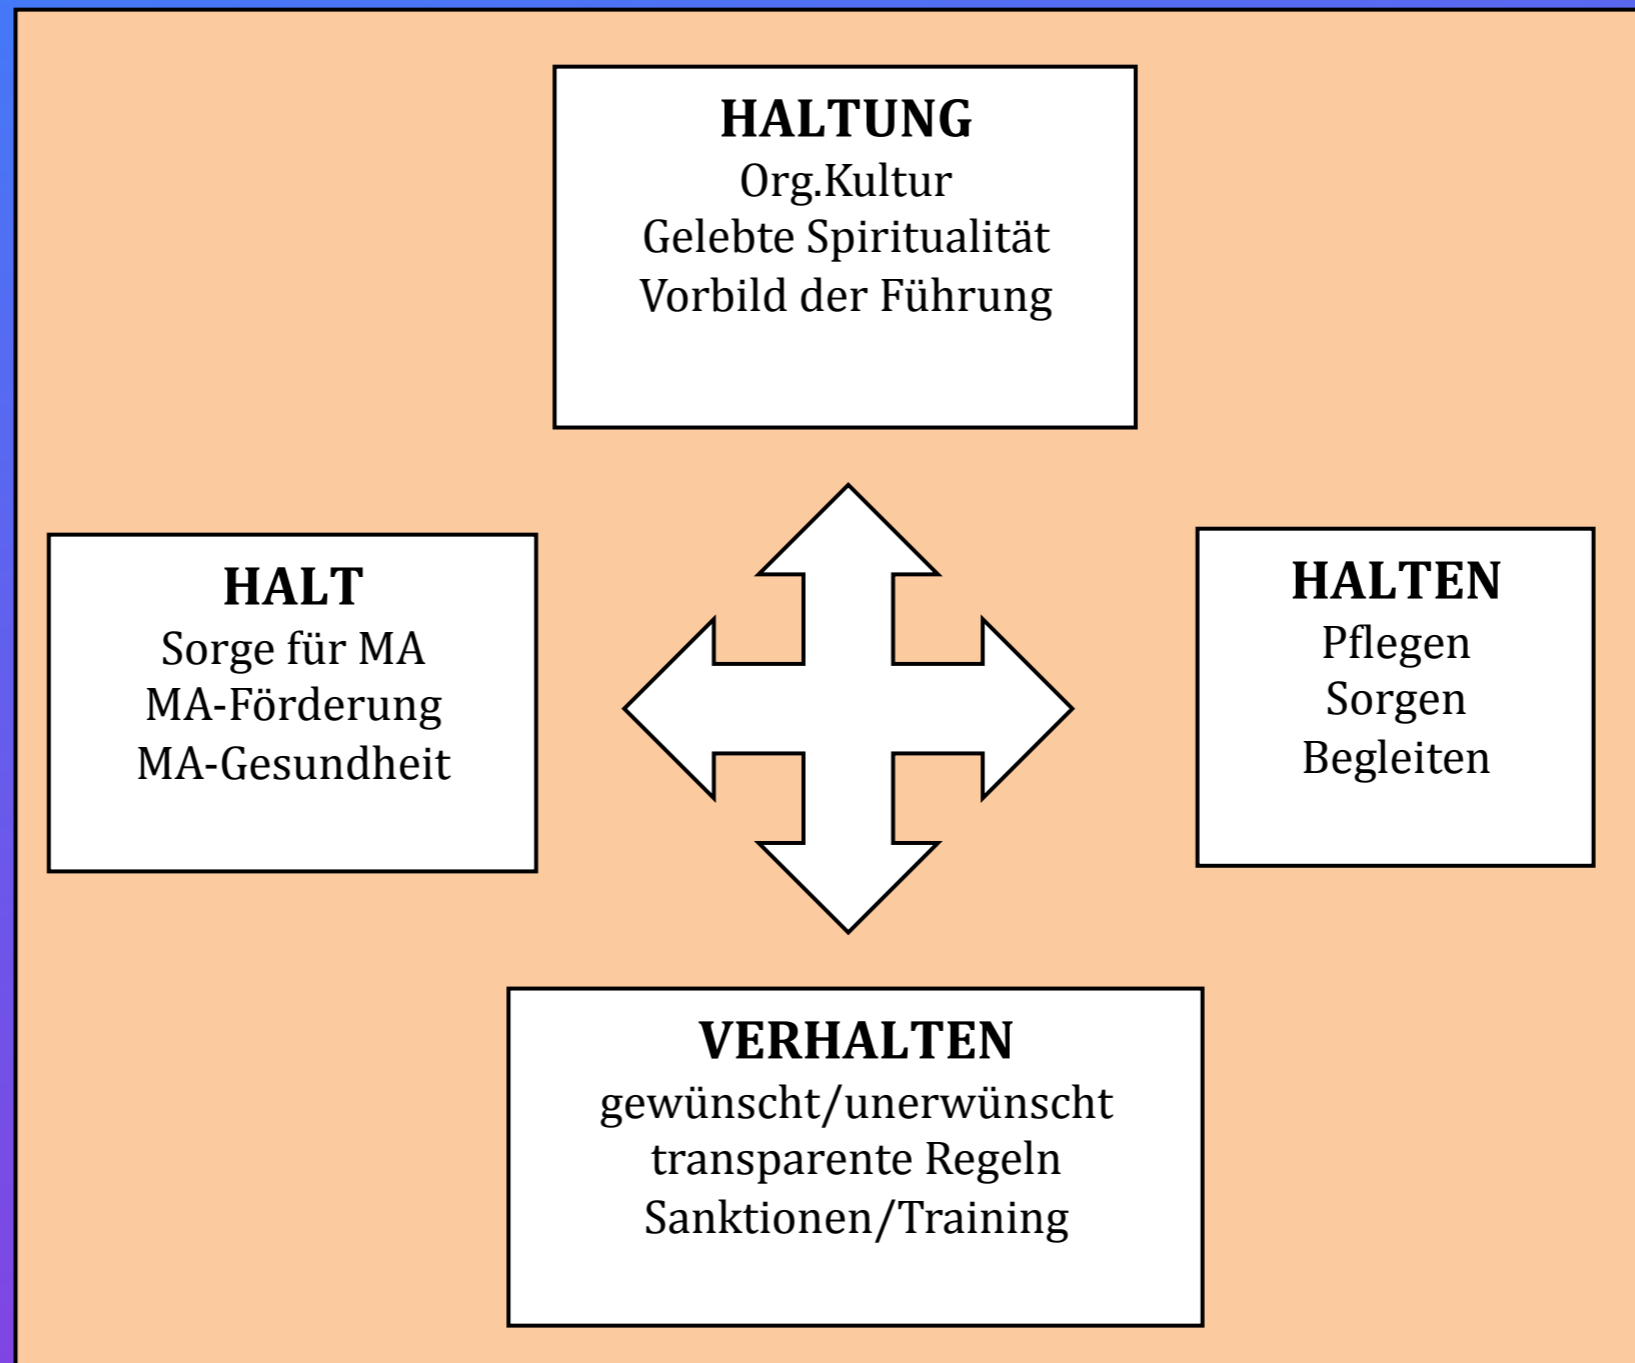 HALTUNG
Org.Kultur
Gelebte Spiritualität
Vorbild der Führung
HALT
Sorge für MA
MA-Förderung
MA-Gesundheit
HALTEN
Pflegen
Sorgen
Begleiten
VERHALTEN
gewünscht/unerwünscht
transparente Regeln
Sanktionen/Training